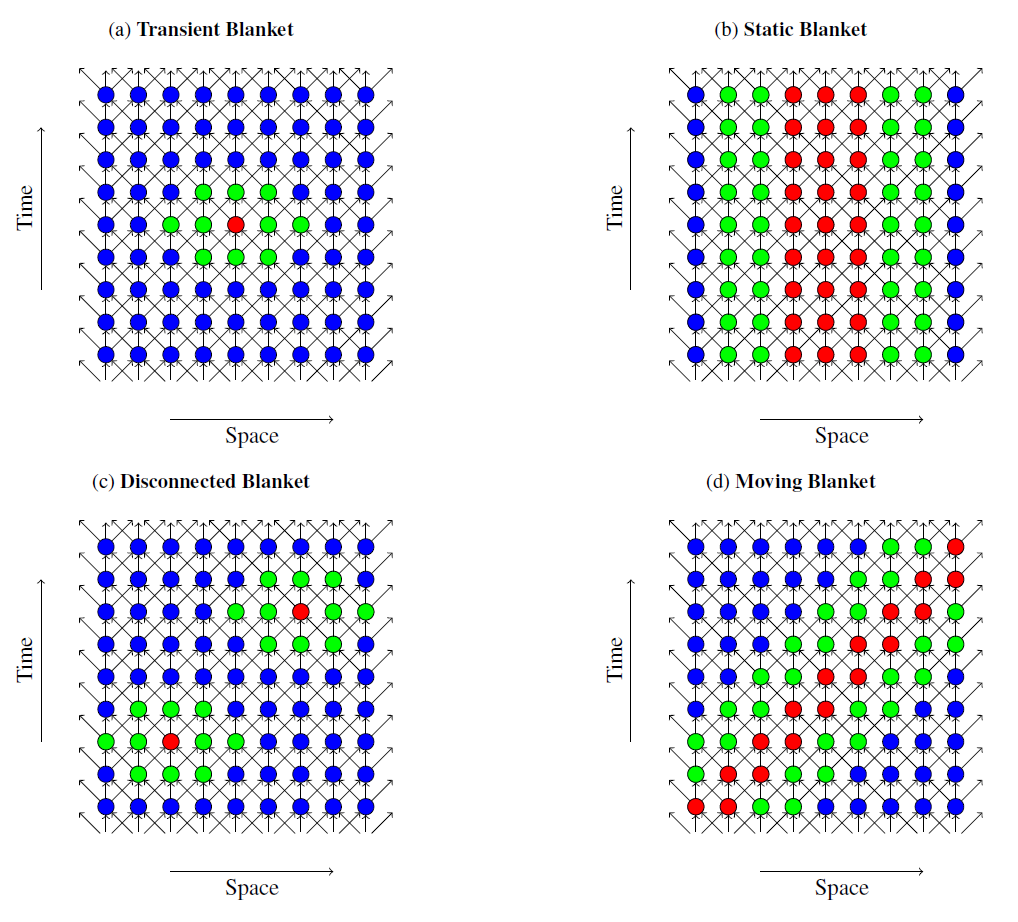 (a) Transient Blanket
(b) Static Blanket
Time
Time
Space
Space
(c) Disconnected Blanket
(d) Moving Blanket
Time
Time
Space
Space